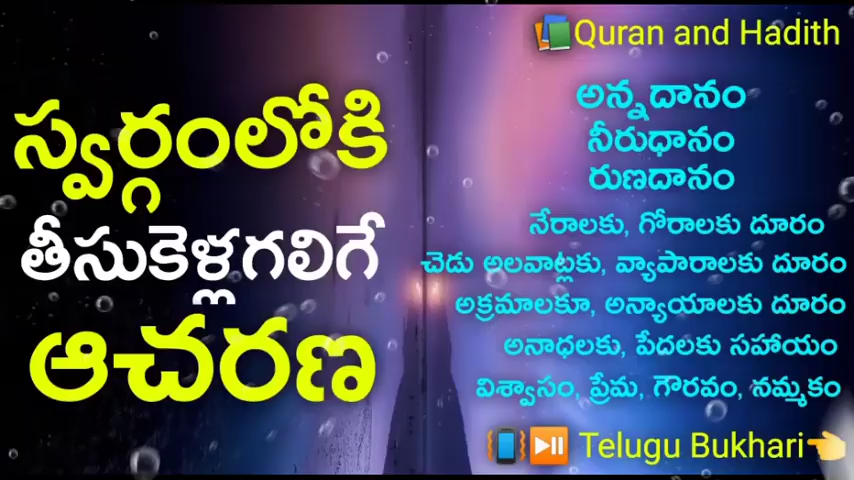 స్వర్గంలోకి
తీసుకెళ్లగలిగే
ఆచరణ
Quran and Hadith
అన్నదానం
నీరుధానం
రుణదానం
నేరాలకు, గోరాలకు దూరం
చెడు అలవాట్లకు, వ్యాపారాలకు దూరం
అక్రమాలకూ, అన్యాయాలకు దూరం
అనాధలకు, పేదలకు సహాయం
విశ్వాసం, ప్రేమ, గౌరవం, నమ్మకం
Telugu Bukhari